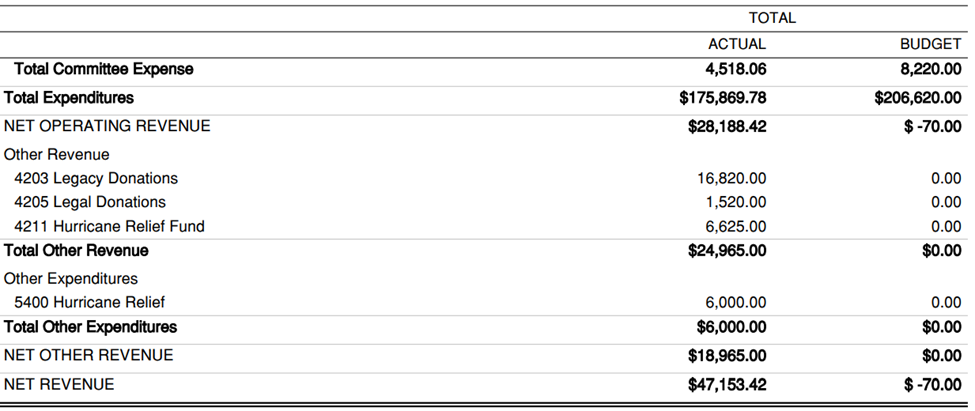 TOTAL
ACTUAL BUDGET
Total Committee Expense 4,518.06 8,220.00
Total Expenditures $175,869.78 $206,620.00
NET OPERATING REVENUE $28,188.42 $ -70.00
Other Revenue
4203 Legacy Donations 16,820.00 0.00
4205 Legal Donations 1,520.00 0.00
4211 Hurricane Relief Fund 6,625.00 0.00
Total Other Revenue $24,965.00 $0.00
Other Expenditures
5400 Hurricane Relief 6,000.00 0.00
Total Other Expenditures $6,000.00 $0.00
NET OTHER REVENUE $18,965.00 $0.00
NET REVENUE $47,153.42 $ -70.00